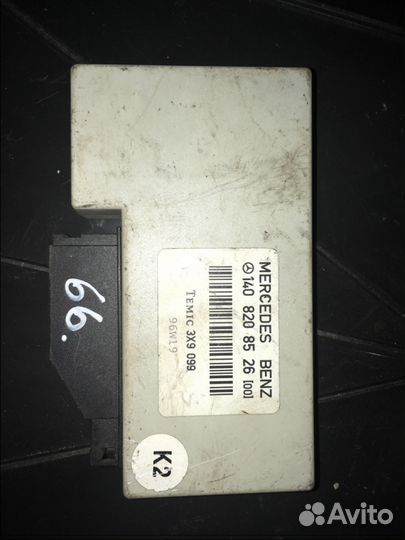 MERCEDES BENZ
140 820 85 26 [00]
TEMIC 3X9 099
96W19
K2
66.
Avito